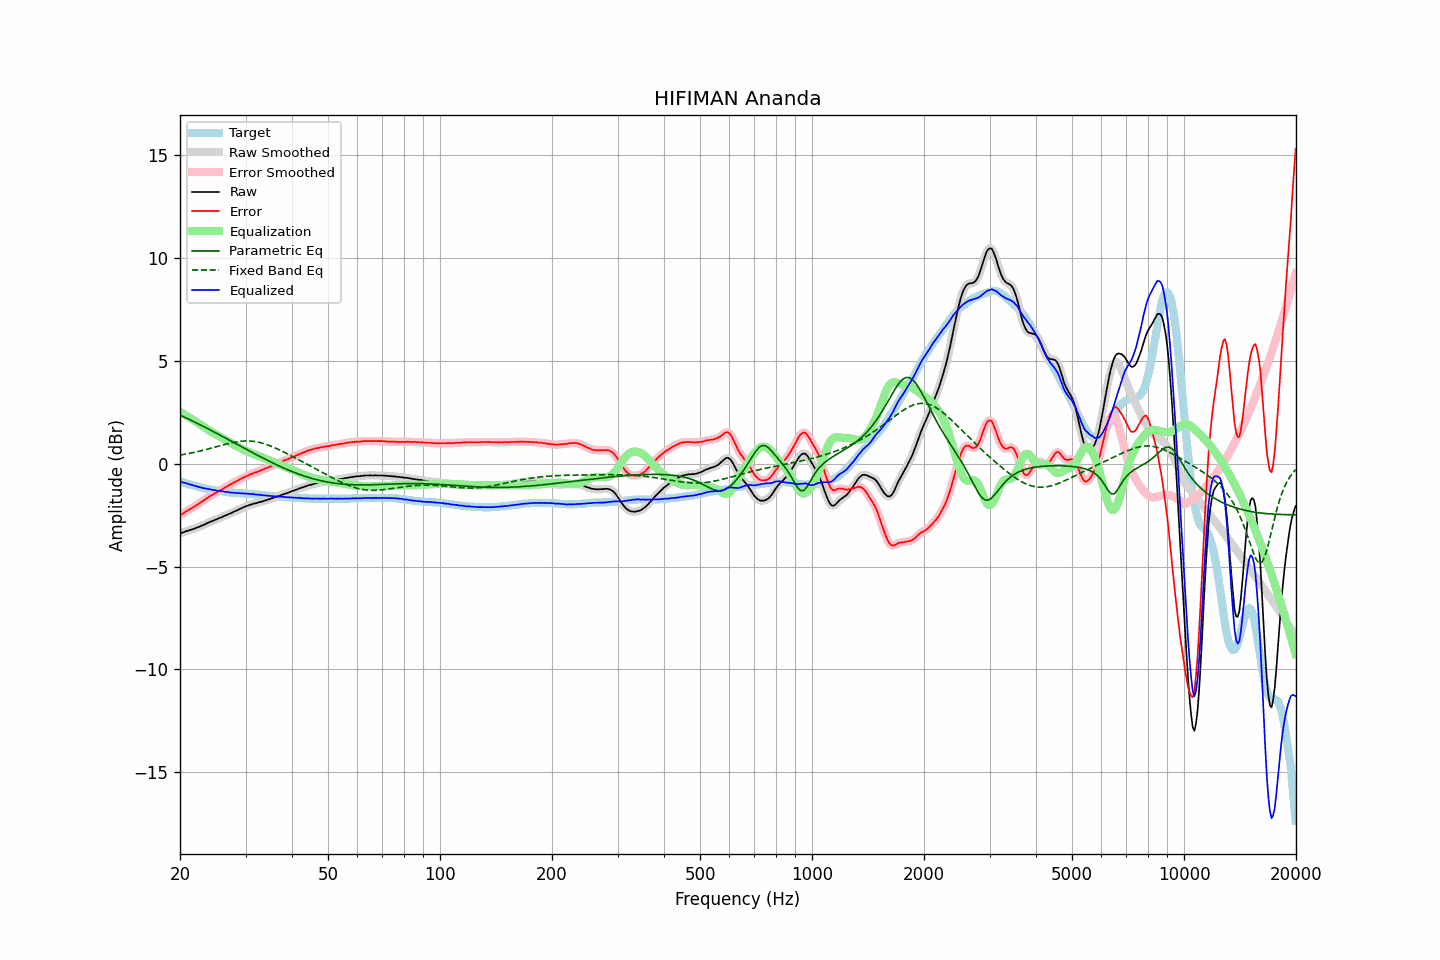 HIFIMAN Ananda
Target
Raw Smoothed
Error Smoothed
Raw
Error
Equalization
Parametric Eq
Fixed Band Eq
Equalized
15
10
5
0
−5
−10
−15
Amplitude (dBr)
20
50
100
200
500
1000
2000
5000
10000
20000
Frequency (Hz)